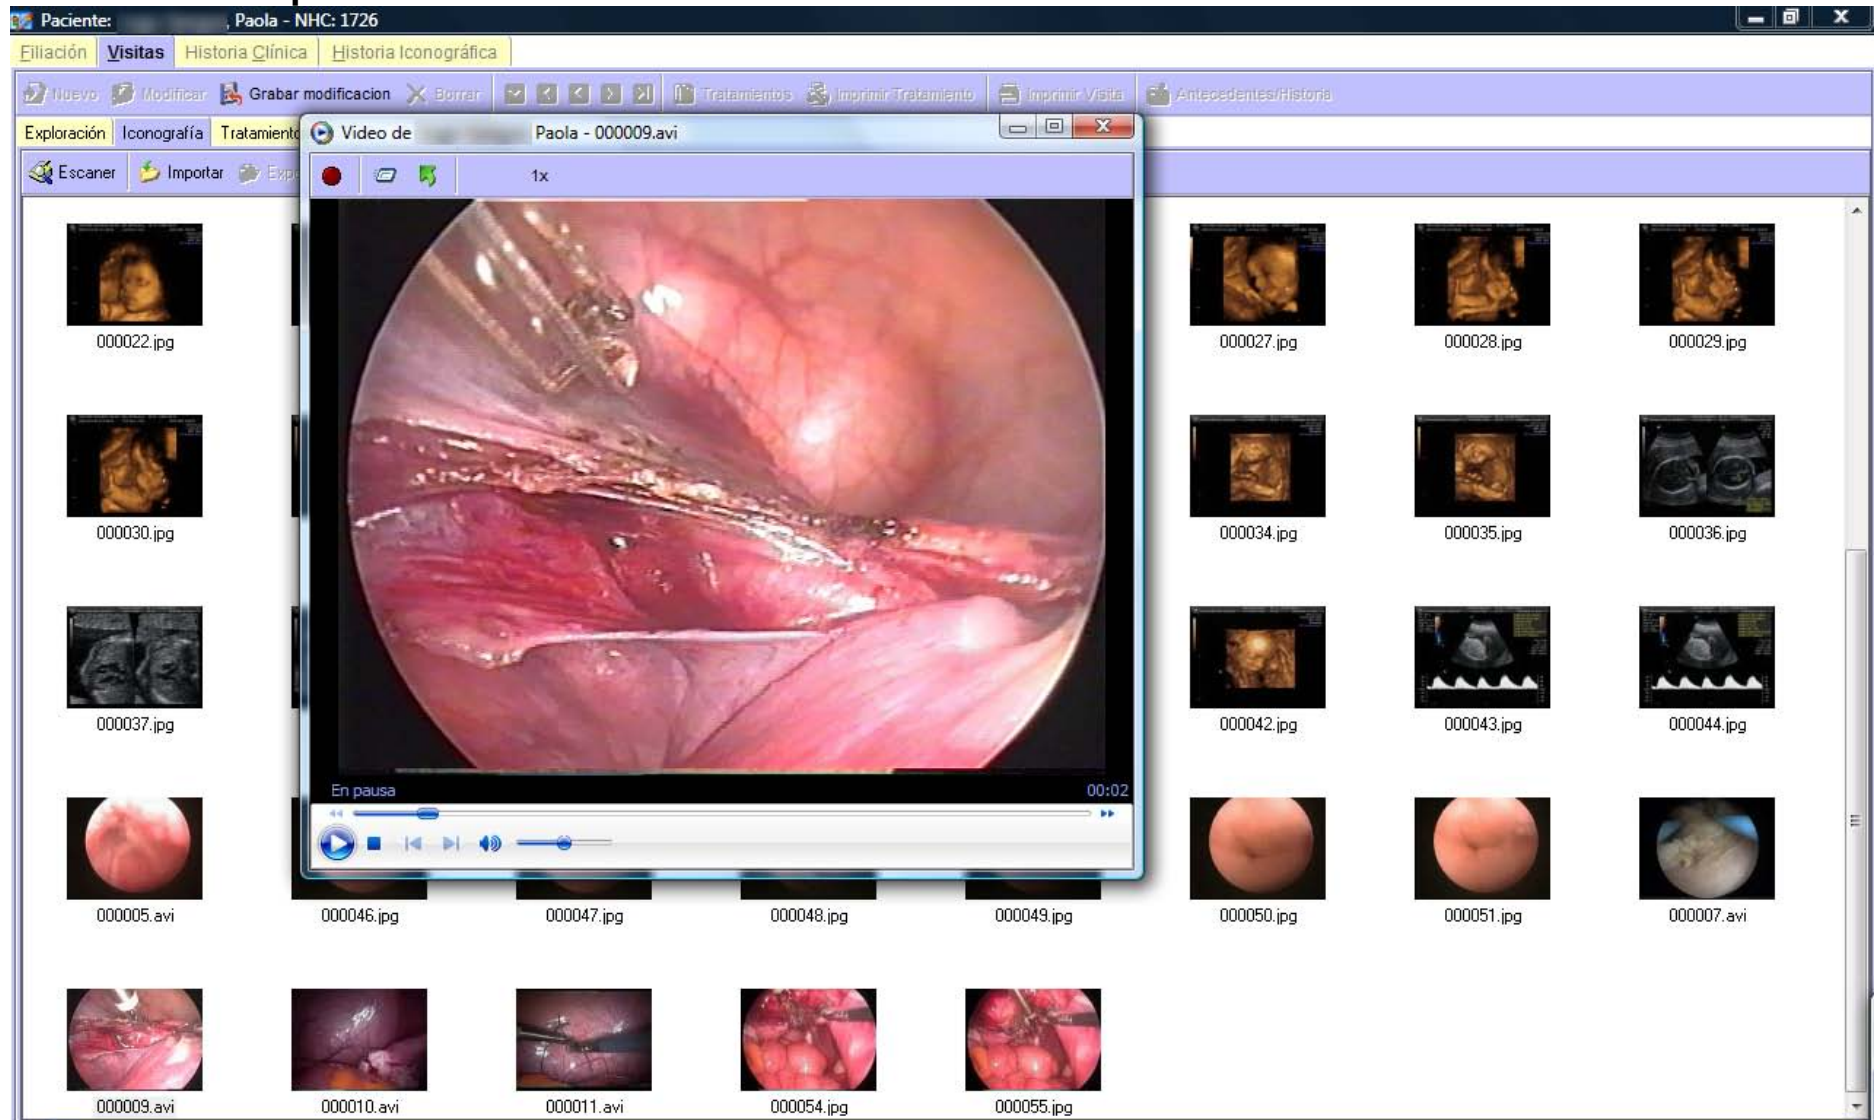 Paciente: , Paola - NHC: 1726
Filiación Visitas Historia Clínica Historia Iconográfica
Nuevo Modificar Grabar modificacion Borrar Tratamientos Imprimir Tratamiento Imprimir Visita Antecedentes/Historia
Exploración Iconografía Tratamiento
Video de Paola - 000009.avi
Escaner Importar
1x
000022.jpg 000027.jpg 000028.jpg 000029.jpg
000030.jpg 000034.jpg 000035.jpg 000036.jpg
000037.jpg 000042.jpg 000043.jpg 000044.jpg
En pausa 00:02
000005.avi 000046.jpg 000047.jpg 000048.jpg 000049.jpg 000050.jpg 000051.jpg 000007.avi
000009.avi 000010.avi 000011.avi 000054.jpg 000055.jpg